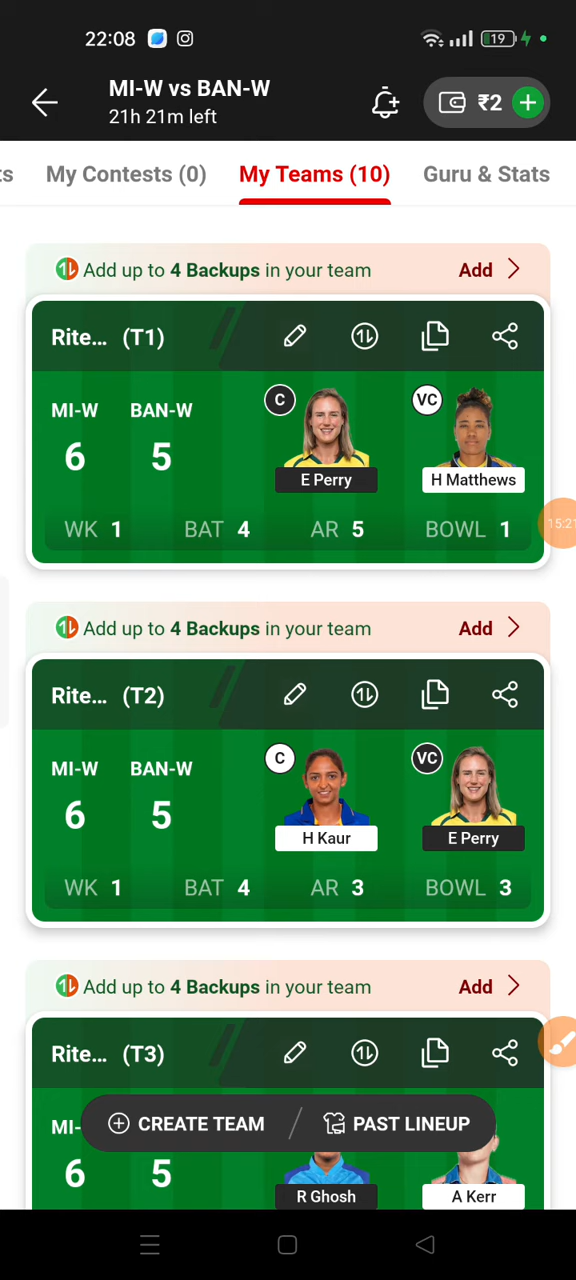 22:08
19
MI-W vs BAN-W
21h 21m left
₹2
s
My Contests (0)
My Teams (10)
Guru & Stats
Add up to 4 Backups in your team
Add
Rite... (T1)
C
VC
MI-W BAN-W
6 5
E Perry
H Matthews
WK 1 BAT 4 AR 5 BOWL 1
15:21
Add up to 4 Backups in your team
Add
Rite... (T2)
C
VC
MI-W BAN-W
6 5
H Kaur
E Perry
WK 1 BAT 4 AR 3 BOWL 3
Add up to 4 Backups in your team
Add
Rite... (T3)
MI-
CREATE TEAM / PAST LINEUP
6 5
R Ghosh
A Kerr